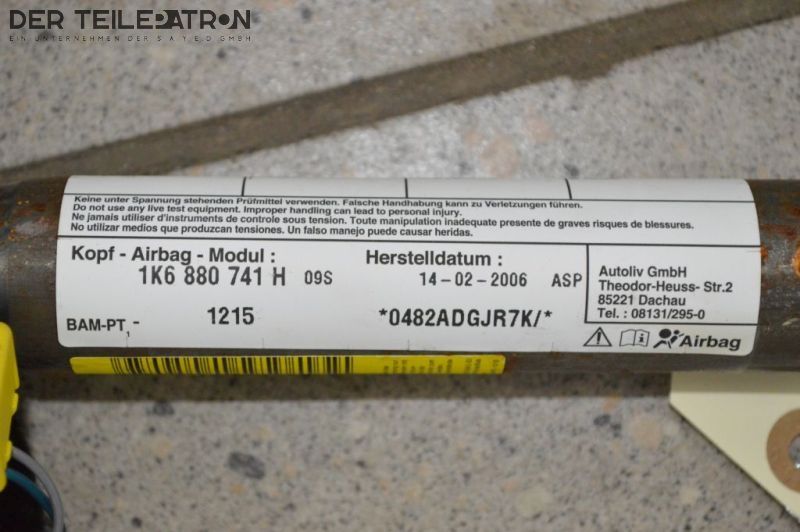 DER TEILEPATRON
EIN UNTERNEHMEN DER S A Y E D GMBH
Keine unter Spannung stehenden Prüfmittel verwenden. Falsche Handhabung kann zu Verletzungen führen.
Do not use any live test equipment. Improper handling can lead to personal injury.
Ne jamais utiliser d'instruments de controle sous tension. Toute manipulation inadequate presente de graves risques de blessures.
No utilizar medios que produzcan tensiones. Un falso manejo puede causar heridas.
Kopf - Airbag - Modul :
1K6 880 741 H 09S
BAM-PT1- 1215
Herstelldatum :
14-02-2006 ASP
*0482ADGJR7K/*
Autoliv GmbH
Theodor-Heuss- Str.2
85221 Dachau
Tel. : 08131/295-0
Airbag